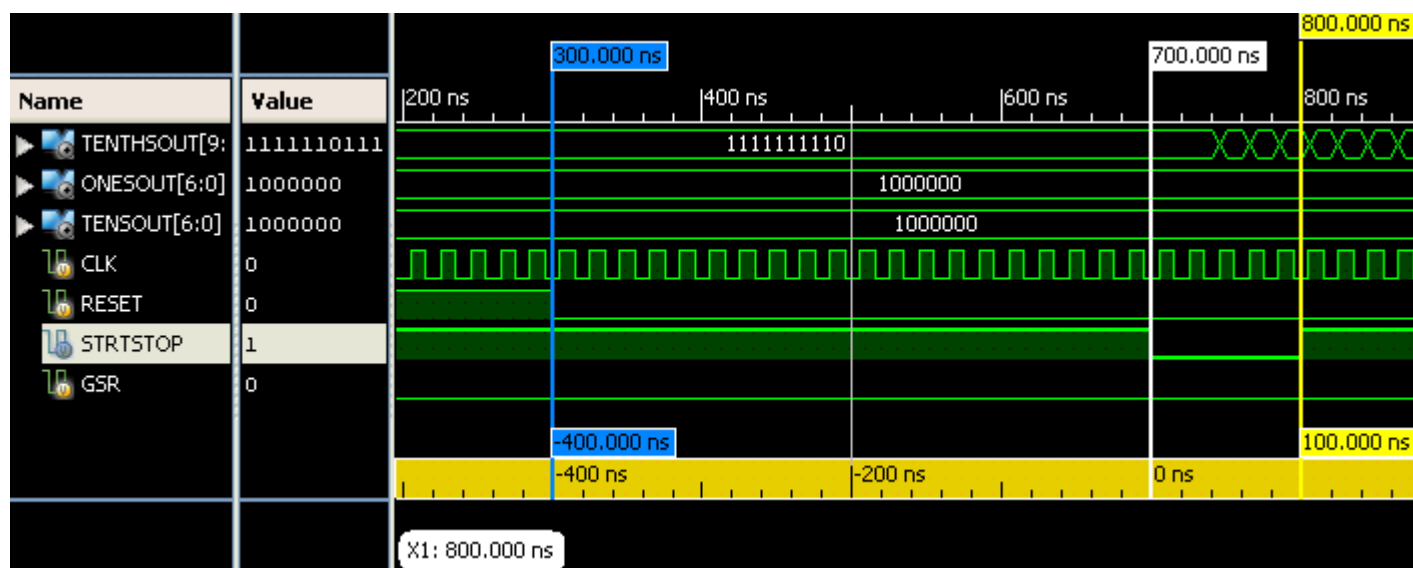 800.000 ns
300.000 ns 700.000 ns
Name Value |200 ns |400 ns |600 ns |800 ns
TENTHSOUT[9: 1111110111 1111111110
ONESOUT[6:0] 1000000 1000000
TENSOUT[6:0] 1000000 1000000
CLK 0
RESET 0
STRTSTOP 1
GSR 0
-400.000 ns 100.000 ns
|-400 ns |-200 ns |0 ns
X1: 800.000 ns